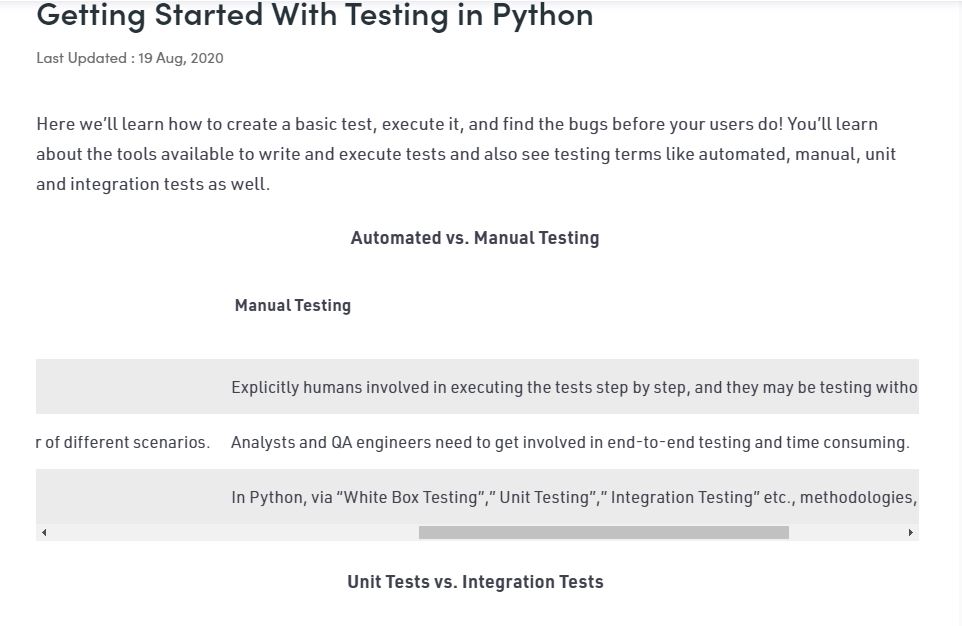 Getting Started With Testing in Python
Last Updated : 19 Aug, 2020
Here we’ll learn how to create a basic test, execute it, and find the bugs before your users do! You’ll learn
about the tools available to write and execute tests and also see testing terms like automated, manual, unit
and integration tests as well.
Automated vs. Manual Testing
Manual Testing
Explicitly humans involved in executing the tests step by step, and they may be testing witho
r of different scenarios. Analysts and QA engineers need to get involved in end-to-end testing and time consuming.
In Python, via “White Box Testing”,” Unit Testing”,” Integration Testing” etc., methodologies,
Unit Tests vs. Integration Tests